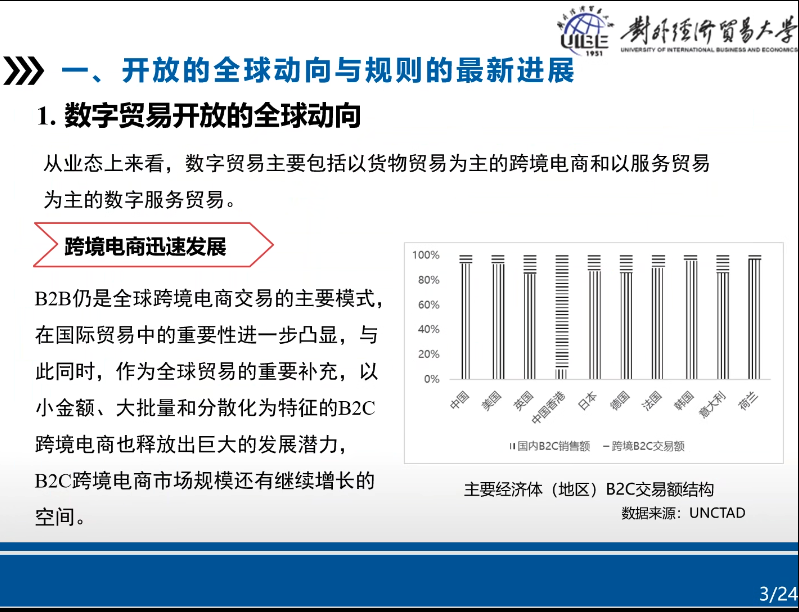 UIBE
1951
對外經濟貿易大学
UNIVERSITY OF INTERNATIONAL BUSINESS AND ECONOMICS
一、开放的全球动向与规则的最新进展
1. 数字贸易开放的全球动向
从业态上来看，数字贸易主要包括以货物贸易为主的跨境电商和以服务贸易
为主的数字服务贸易。
跨境电商迅速发展
B2B仍是全球跨境电商交易的主要模式，
在国际贸易中的重要性进一步凸显，与
此同时，作为全球贸易的重要补充，以
小金额、大批量和分散化为特征的B2C
跨境电商也释放出巨大的发展潜力，
B2C跨境电商市场规模还有继续增长的
空间。
100%
80%
60%
40%
20%
0%
中国
美国
英国
中国香港
日本
德国
法国
韩国
意大利
荷兰
国内B2C销售额
跨境B2C交易额
主要经济体（地区）B2C交易额结构
数据来源：UNCTAD
3/24